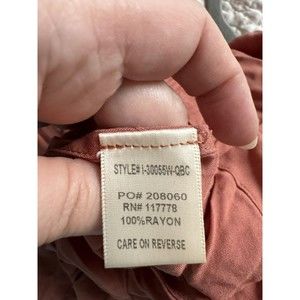 STYLE# I-30055W-QBC
PO# 208060
RN# 117778
100%RAYON
CARE ON REVERSE